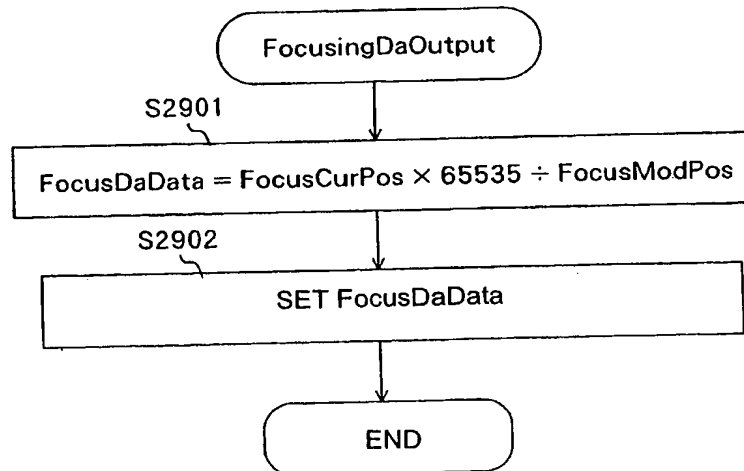 FocusingDaOutput
S2901
FocusDaData = FocusCurPos × 65535 ÷ FocusModPos
S2902
SET FocusDaData
END